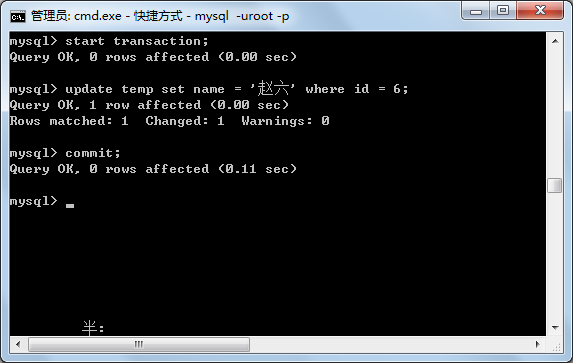 管理员: cmd.exe - 快捷方式 - mysql  -uroot -p
mysql> start transaction;
Query OK, 0 rows affected (0.00 sec)
mysql> update temp set name = '赵六' where id = 6;
Query OK, 1 row affected (0.00 sec)
Rows matched: 1  Changed: 1  Warnings: 0
mysql> commit;
Query OK, 0 rows affected (0.11 sec)
mysql> _
半: